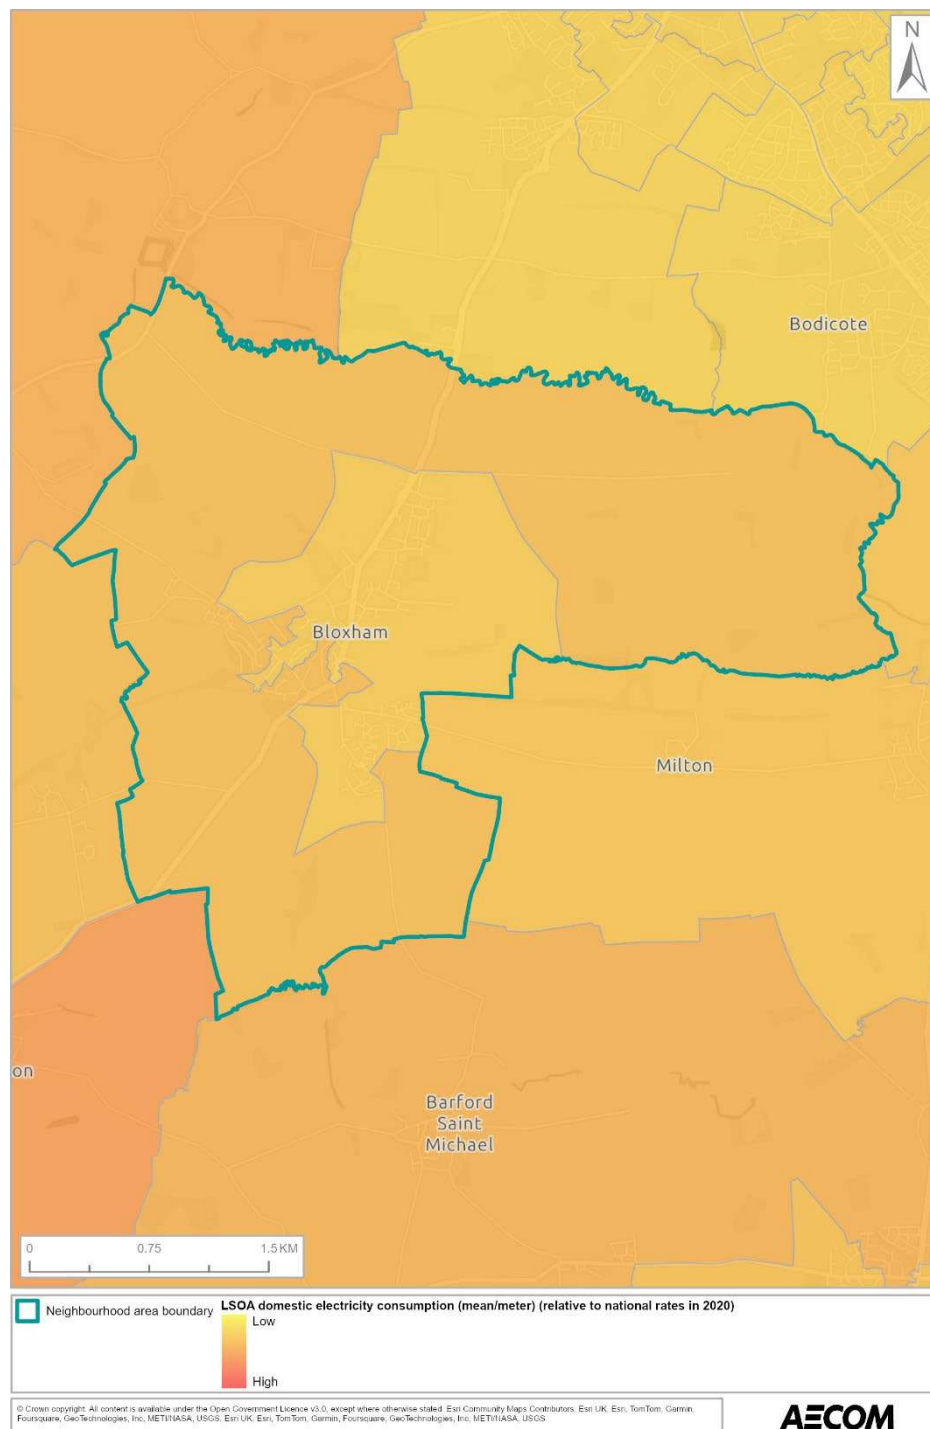 N
Bodicote
Bloxham
Milton
on
Barford
Saint
Michael
0 0.75 1.5 KM
Neighbourhood area boundary
LSOA domestic electricity consumption (mean/meter) (relative to national rates in 2020)
Low
High
© Crown copyright. All content is available under the Open Government Licence v3.0, except where otherwise stated. Esri Community Maps Contributors, Esri UK, Esri, TomTom, Garmin,
Foursquare, GeoTechnologies, Inc, METI/NASA, USGS, Esri UK, Esri, TomTom, Garmin, Foursquare, GeoTechnologies, Inc, METI/NASA, USGS
AECOM